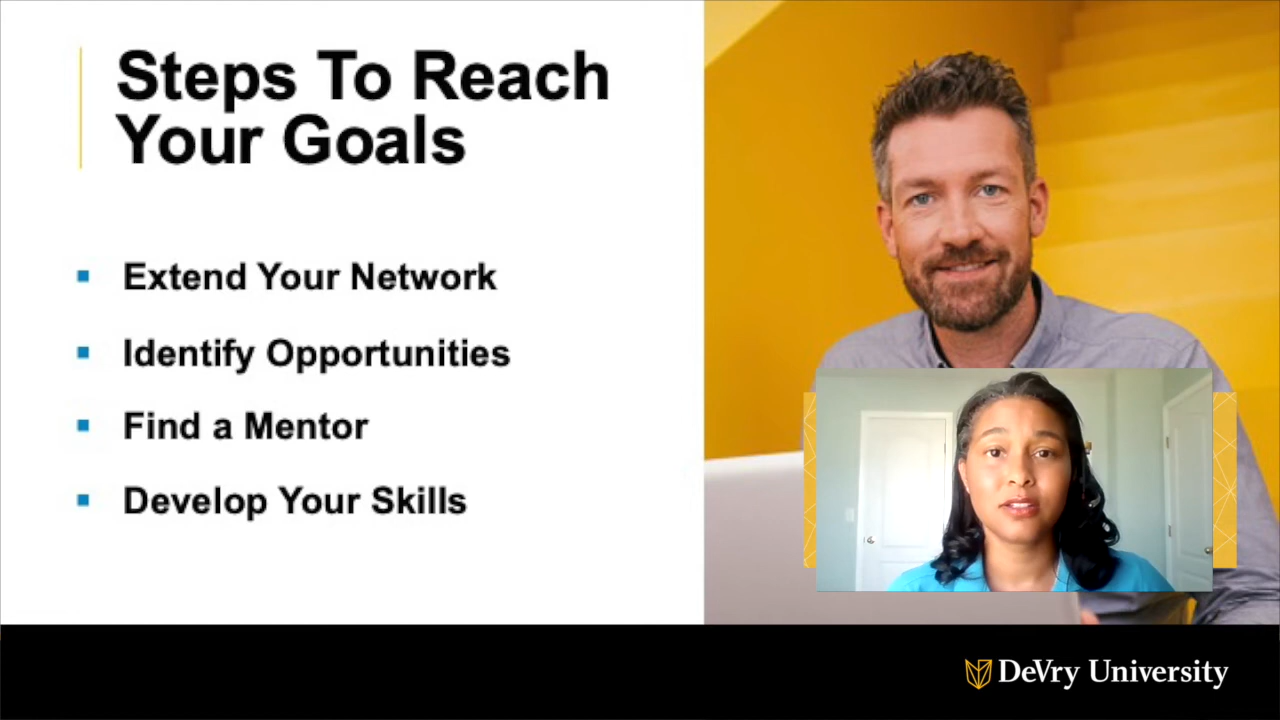 Steps To Reach
Your Goals
Extend Your Network
Identify Opportunities
Find a Mentor
Develop Your Skills
DeVry University